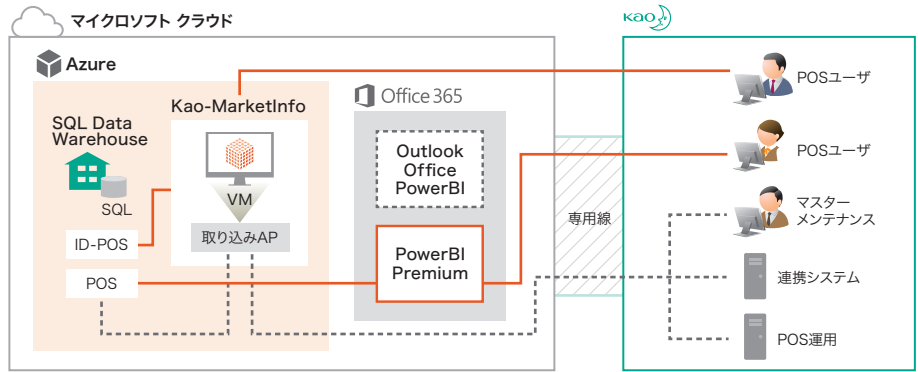 マイクロソフト クラウド
Azure
Kao-MarketInfo
SQL Data
Warehouse
SQL
VM
取り込みAP
ID-POS
POS
Office 365
Outlook
Office
PowerBI
PowerBI
Premium
専用線
Kao
POSユーザ
POSユーザ
マスター
メンテナンス
連携システム
POS運用